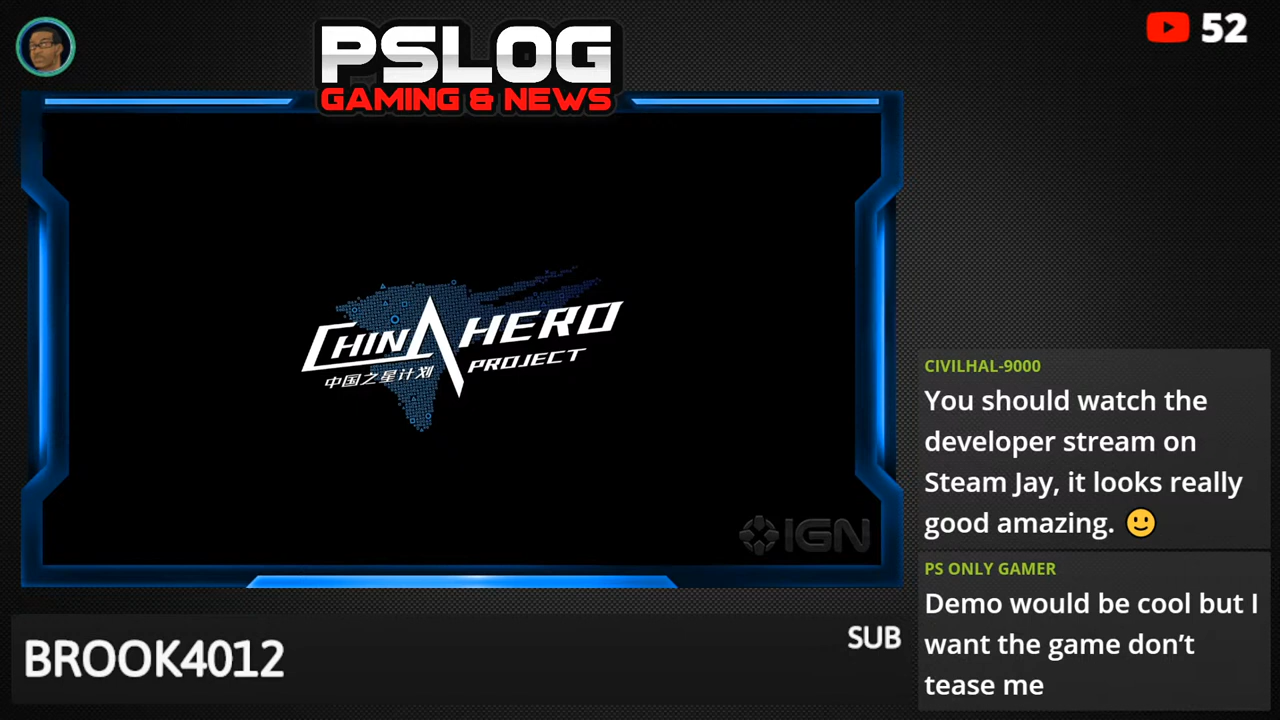 PSLOG
GAMING & NEWS
52
CHINA HERO
PROJECT
中国之星计划
IGN
CIVILHAL-9000
You should watch the
developer stream on
Steam Jay, it looks really
good amazing. 🙂
PS ONLY GAMER
Demo would be cool but I
want the game don’t
tease me
BROOK4012
SUB